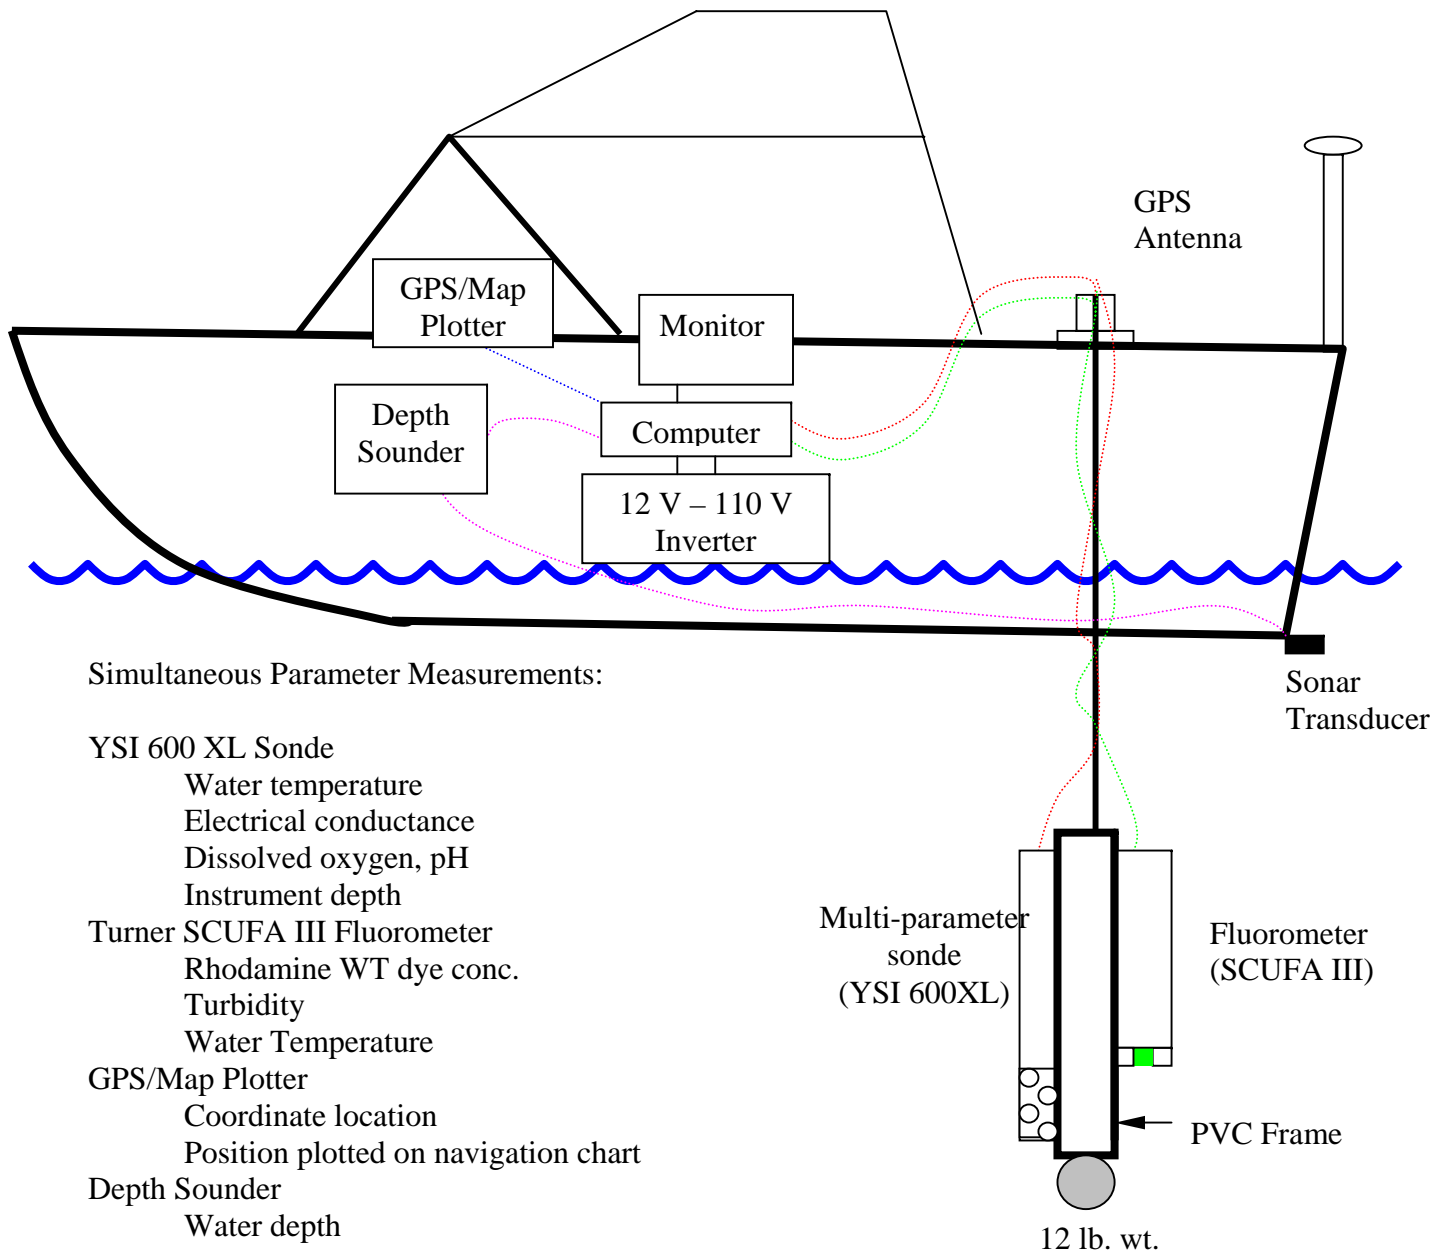 GPS
Antenna
GPS/Map
Plotter
Monitor
Depth
Sounder
Computer
12 V – 110 V
Inverter
Sonar
Transducer
Simultaneous Parameter Measurements:
YSI 600 XL Sonde
Water temperature
Electrical conductance
Dissolved oxygen, pH
Instrument depth
Turner SCUFA III Fluorometer
Rhodamine WT dye conc.
Turbidity
Water Temperature
GPS/Map Plotter
Coordinate location
Position plotted on navigation chart
Depth Sounder
Water depth
Multi-parameter
sonde
(YSI 600XL)
Fluorometer
(SCUFA III)
PVC Frame
12 lb. wt.